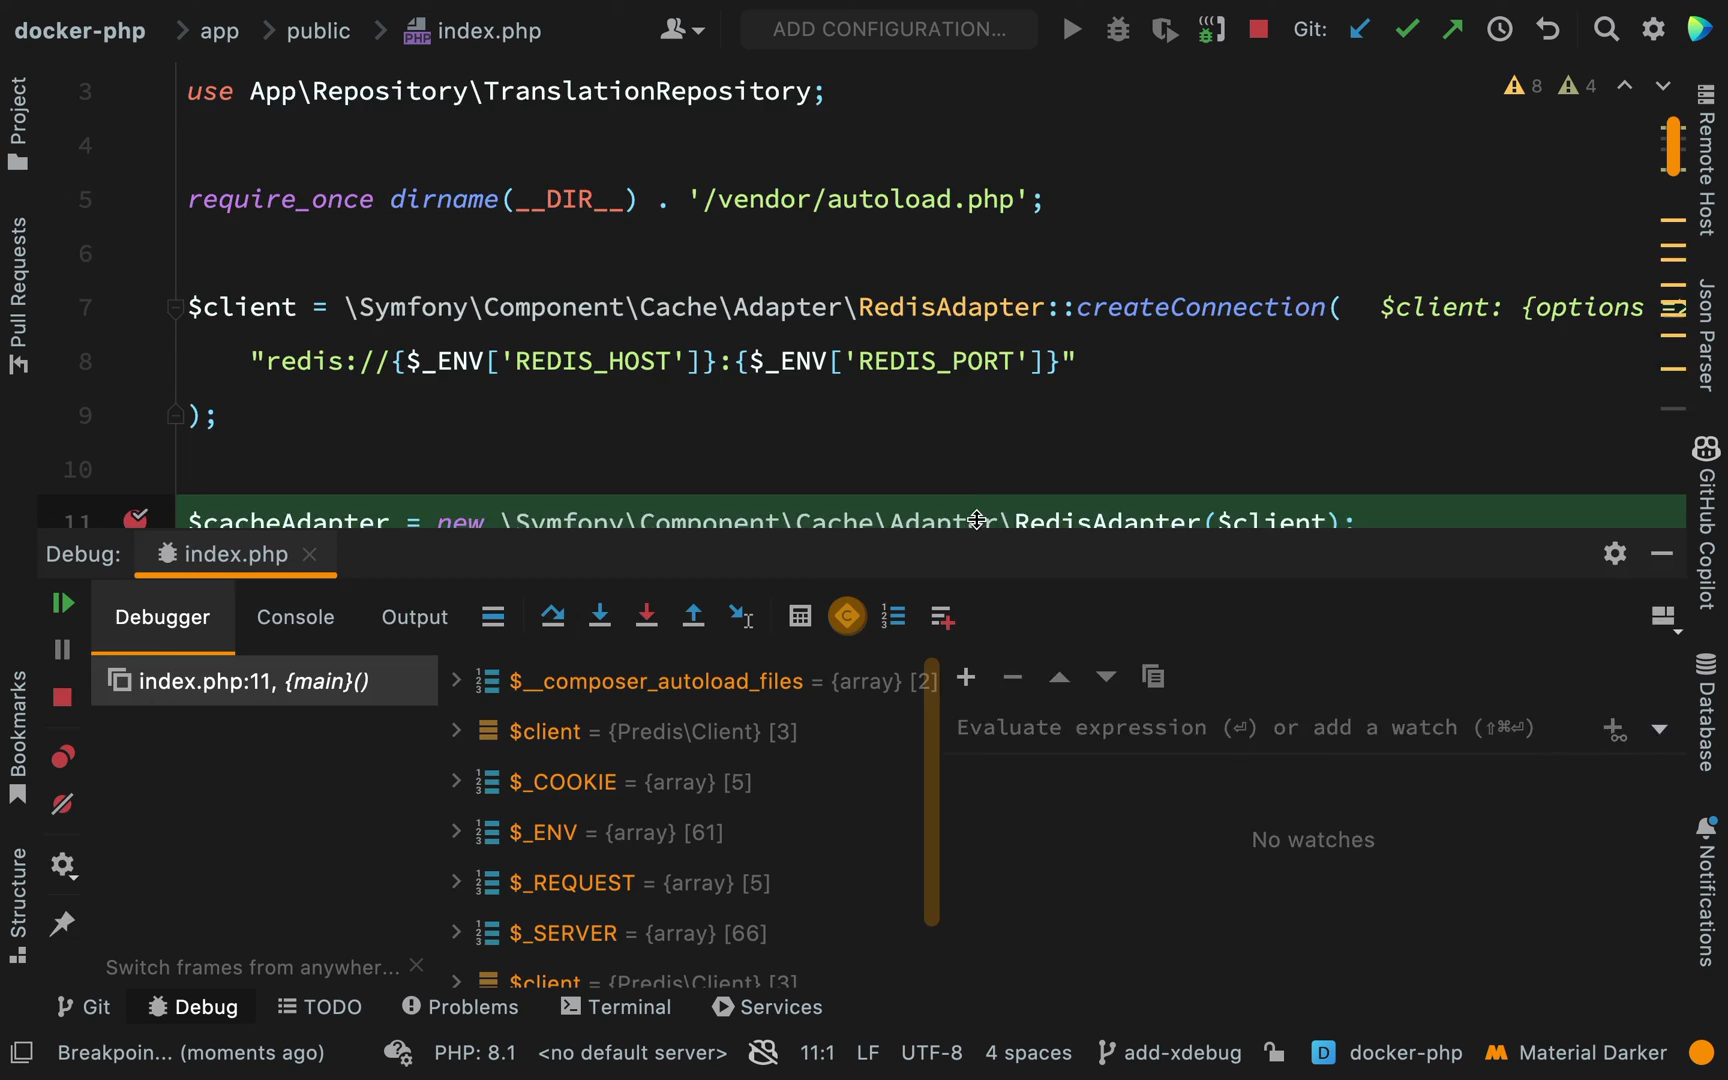 docker-php app public index.php ADD CONFIGURATION... Git:
3 use App\Repository\TranslationRepository; 8 4
4
5 require_once dirname(__DIR__) . '/vendor/autoload.php';
6
7 $client = \Symfony\Component\Cache\Adapter\RedisAdapter::createConnection( $client: {options
8 "redis://{$_ENV['REDIS_HOST']}:{$_ENV['REDIS_PORT']}"
9 );
10
11 $cacheAdapter = new \Symfony\Component\Cache\Adapter\RedisAdapter($client);
Project
Pull Requests
Bookmarks
Structure
Remote Host
Json Parser
GitHub Copilot
Database
Notifications
Debug: index.php
Debugger Console Output
index.php:11, {main}()
$__composer_autoload_files = {array} [2]
$client = {Predis\Client} [3]
$_COOKIE = {array} [5]
$_ENV = {array} [61]
$_REQUEST = {array} [5]
$_SERVER = {array} [66]
$client = {Predis\Client} [3]
Evaluate expression (⏎) or add a watch (⇧⌘⏎)
No watches
Switch frames from anywher...
Git Debug TODO Problems Terminal Services
Breakpoin... (moments ago) PHP: 8.1 <no default server> 11:1 LF UTF-8 4 spaces add-xdebug D docker-php Material Darker